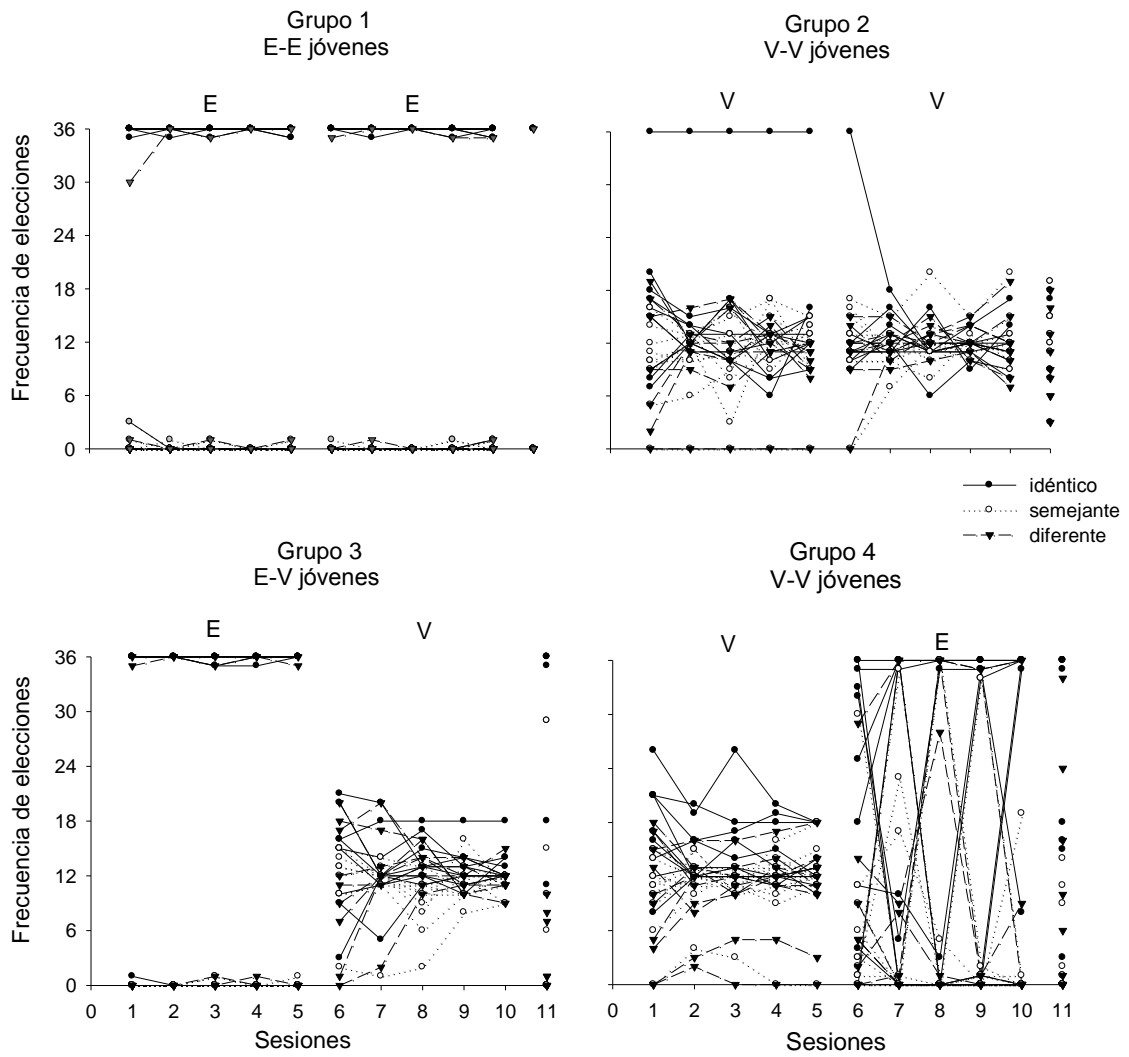 Grupo 1
E-E jóvenes
E E
Frecuencia de elecciones
36
30
24
18
12
6
0
Grupo 2
V-V jóvenes
V V
idéntico
semejante
diferente
Grupo 3
E-V jóvenes
E V
Frecuencia de elecciones
36
30
24
18
12
6
0
0 1 2 3 4 5 6 7 8 9 10 11
Sesiones
Grupo 4
V-V jóvenes
V E
0 1 2 3 4 5 6 7 8 9 10 11
Sesiones